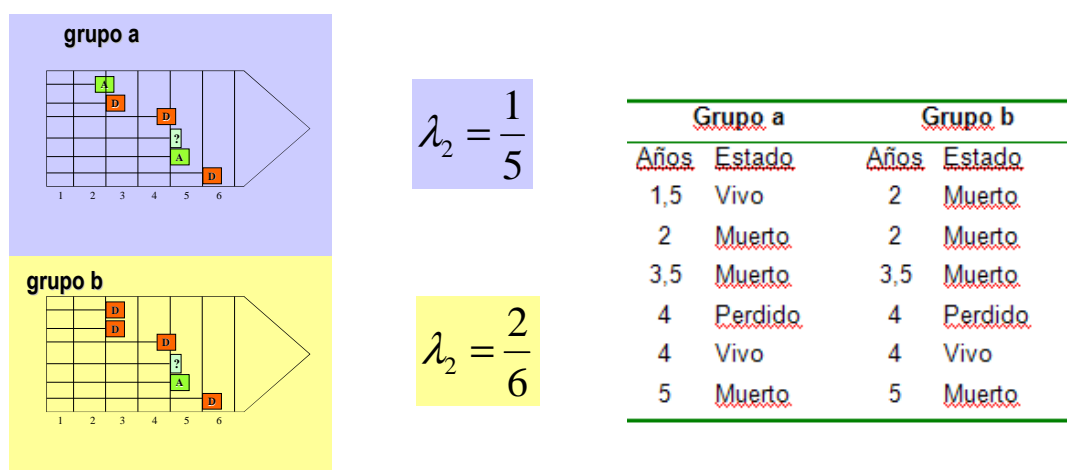 grupo a
A
D
D
?
A
D
1 2 3 4 5 6
λ₂ = 1/5
grupo b
D
D
D
?
A
D
1 2 3 4 5 6
λ₂ = 2/6
Grupo a Grupo b
Años Estado Años Estado
1,5 Vivo 2 Muerto
2 Muerto 2 Muerto
3,5 Muerto 3,5 Muerto
4 Perdido 4 Perdido
4 Vivo 4 Vivo
5 Muerto 5 Muerto